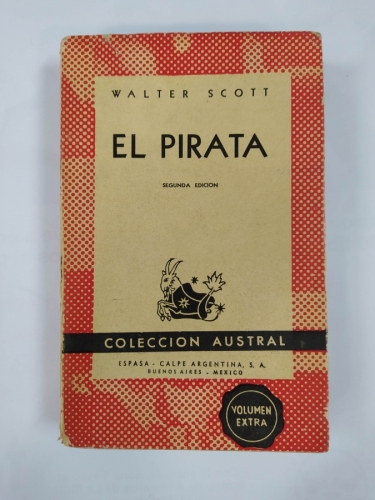 WALTER SCOTT
EL PIRATA
SEGUNDA EDICION
COLECCION AUSTRAL
ESPASA - CALPE ARGENTINA, S. A.
BUENOS AIRES - MEXICO
VOLUMEN
EXTRA